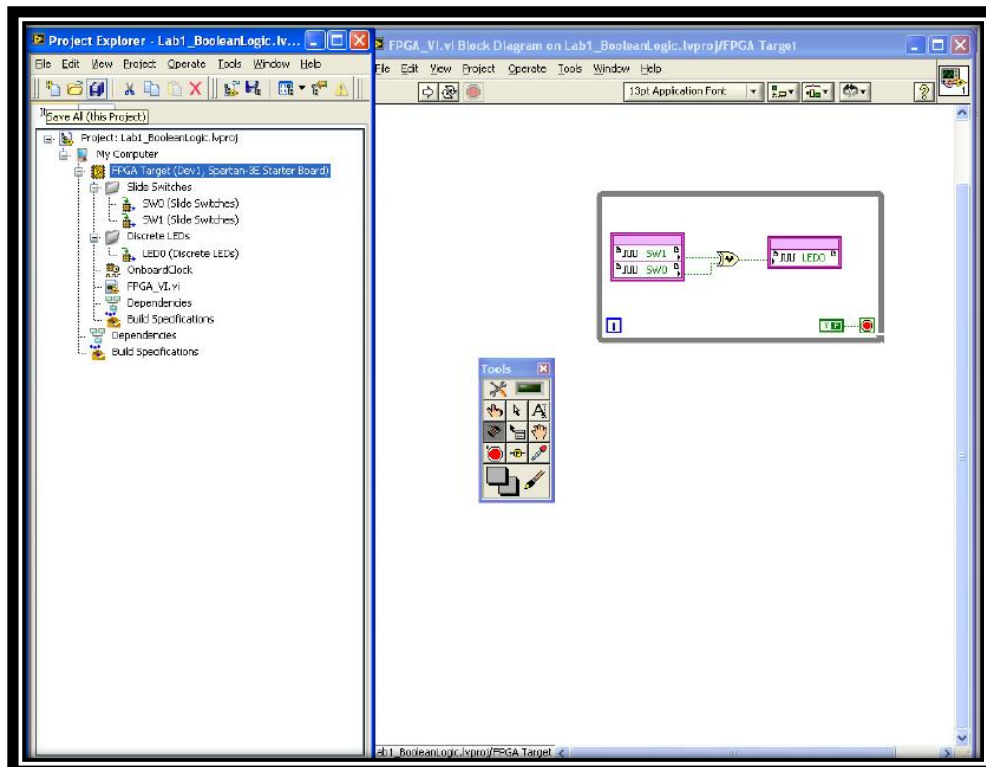 Project Explorer - Lab1_BooleanLogic.lv...
File Edit View Project Operate Tools Window Help
Save All (this Project)
Project: Lab1_BooleanLogic.lvproj
My Computer
FPGA Target (Dev1, Spartan-3E Starter Board)
Slide Switches
SW0 (Slide Switches)
SW1 (Slide Switches)
Discrete LEDs
LED0 (Discrete LEDs)
OnboardClock
FPGA_VI.vi
Dependencies
Build Specifications
Dependencies
Build Specifications
FPGA_VI.vi Block Diagram on Lab1_BooleanLogic.lvproj/FPGA Target
File Edit View Project Operate Tools Window Help
13pt Application Font
1
SW1
SW0
LED0
i
F
Tools
A
ab1_BooleanLogic.lvproj/FPGA Target